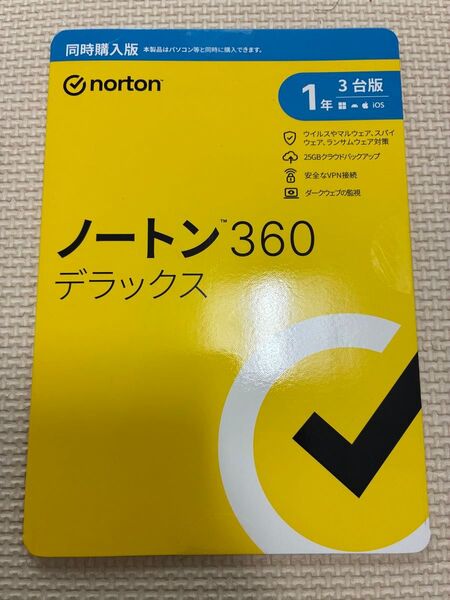 同時購入版 本製品はパソコン等と同時に購入できます。
norton
1年 3台版
iOS
ウイルスやマルウェア、スパイ
ウェア、ランサムウェア対策
25GBクラウドバックアップ
安全なVPN接続
ダークウェブの監視
ノートン™ 360
デラックス